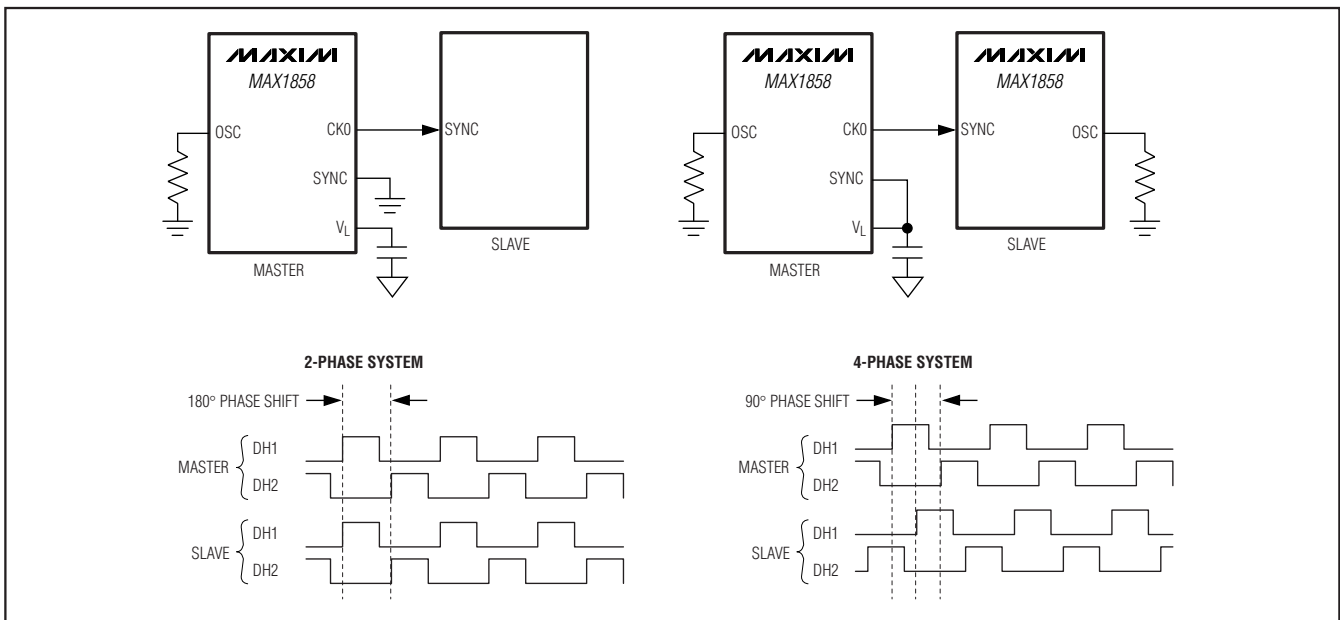 MAXIM
MAX1858
OSC
CK0
SYNC
VL
MASTER
SYNC
SLAVE
MAXIM
MAX1858
OSC
CK0
SYNC
VL
MASTER
MAXIM
MAX1858
SYNC
OSC
SLAVE
2-PHASE SYSTEM
180° PHASE SHIFT
MASTER
DH1
DH2
SLAVE
DH1
DH2
4-PHASE SYSTEM
90° PHASE SHIFT
MASTER
DH1
DH2
SLAVE
DH1
DH2